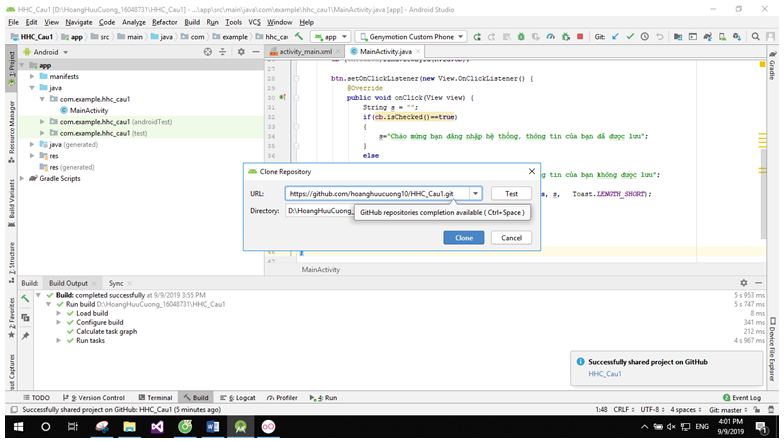 HHC_Cau1 [D:\HoangHuuCuong_16048731\HHC_Cau1] - ...\app\src\main\java\com\example\hhc_cau1\MainActivity.java [app] - Android Studio
File Edit View Navigate Code Analyze Refactor Build Run Tools VCS Window Help
HHC_Cau1 app src main java com example hhc_ca app Genymotion Custom Phone Git:
Android
activity_main.xml MainActivity.java
1: Project
Resource Manager
Build Variants
Z: Structure
2: Favorites
Layout Captures
Gradle
Device File Explorer
app
manifests
java
com.example.hhc_cau1
MainActivity
com.example.hhc_cau1 (androidTest)
com.example.hhc_cau1 (test)
java (generated)
res
res (generated)
Gradle Scripts
28 btn.setOnClickListener(new View.OnClickListener() {
29 @Override
30 public void onClick(View view) {
31 String s = "";
32 if(cb.isChecked()==true)
33 {
34 s="Chào mừng bạn đăng nhập hệ thống, thông tin của bạn đã được lưu";
35 }
36 else
tin của bạn không được lưu";
s, Toast.LENGTH_SHORT);
46 }
47
Clone Repository
URL: https://github.com/hoanghuucuong10/HHC_Cau1.git Test
Directory: D:\HoangHuuCuong_
GitHub repositories completion available ( Ctrl+Space )
Clone Cancel
MainActivity
Build: Build Output Sync
Build: completed successfully at 9/9/2019 3:55 PM 5 s 953 ms
Run build D:\HoangHuuCuong_16048731\HHC_Cau1 5 s 747 ms
Load build 8 ms
Configure build 341 ms
Calculate task graph 212 ms
Run tasks 4 s 967 ms
Successfully shared project on GitHub
HHC_Cau1
TODO 9: Version Control Terminal Build 6: Logcat Profiler 4: Run Event Log
Successfully shared project on GitHub: HHC_Cau1 (5 minutes ago) 1:48 CRLF UTF-8 4 spaces Git: master
ENG 4:01 PM
9/9/2019